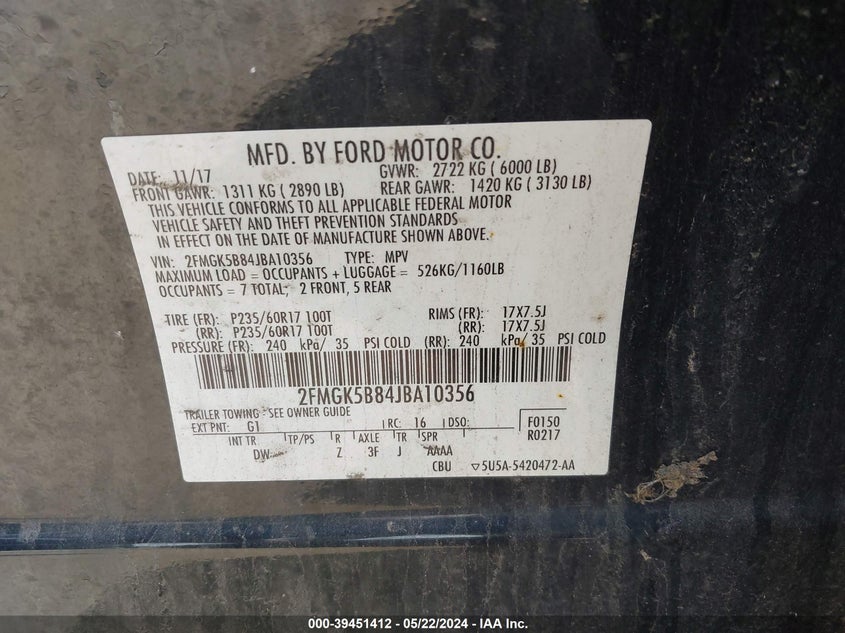 MFD. BY FORD MOTOR CO.
DATE: 11/17 GVWR: 2722 KG ( 6000 LB)
FRONT GAWR: 1311 KG ( 2890 LB) REAR GAWR: 1420 KG ( 3130 LB)
THIS VEHICLE CONFORMS TO ALL APPLICABLE FEDERAL MOTOR
VEHICLE SAFETY AND THEFT PREVENTION STANDARDS
IN EFFECT ON THE DATE OF MANUFACTURE SHOWN ABOVE.
VIN: 2FMGK5B84JBA10356 TYPE: MPV
MAXIMUM LOAD = OCCUPANTS + LUGGAGE = 526KG/1160LB
OCCUPANTS = 7 TOTAL; 2 FRONT, 5 REAR
TIRE (FR): P235/60R17 100T RIMS (FR): 17X7.5J
(RR): P235/60R17 100T (RR): 17X7.5J
PRESSURE (FR): 240 kPa/ 35 PSI COLD (RR): 240 kPa/ 35 PSI COLD
2FMGK5B84JBA10356
TRAILER TOWING - SEE OWNER GUIDE
EXT PNT: G1 RC: 16 DSO: F0150
INT TR TP/PS R AXLE TR SPR R0217
DW Z 3F J AAAA
CBU ▽5U5A-5420472-AA
000-39451412 - 05/22/2024 - IAA Inc.